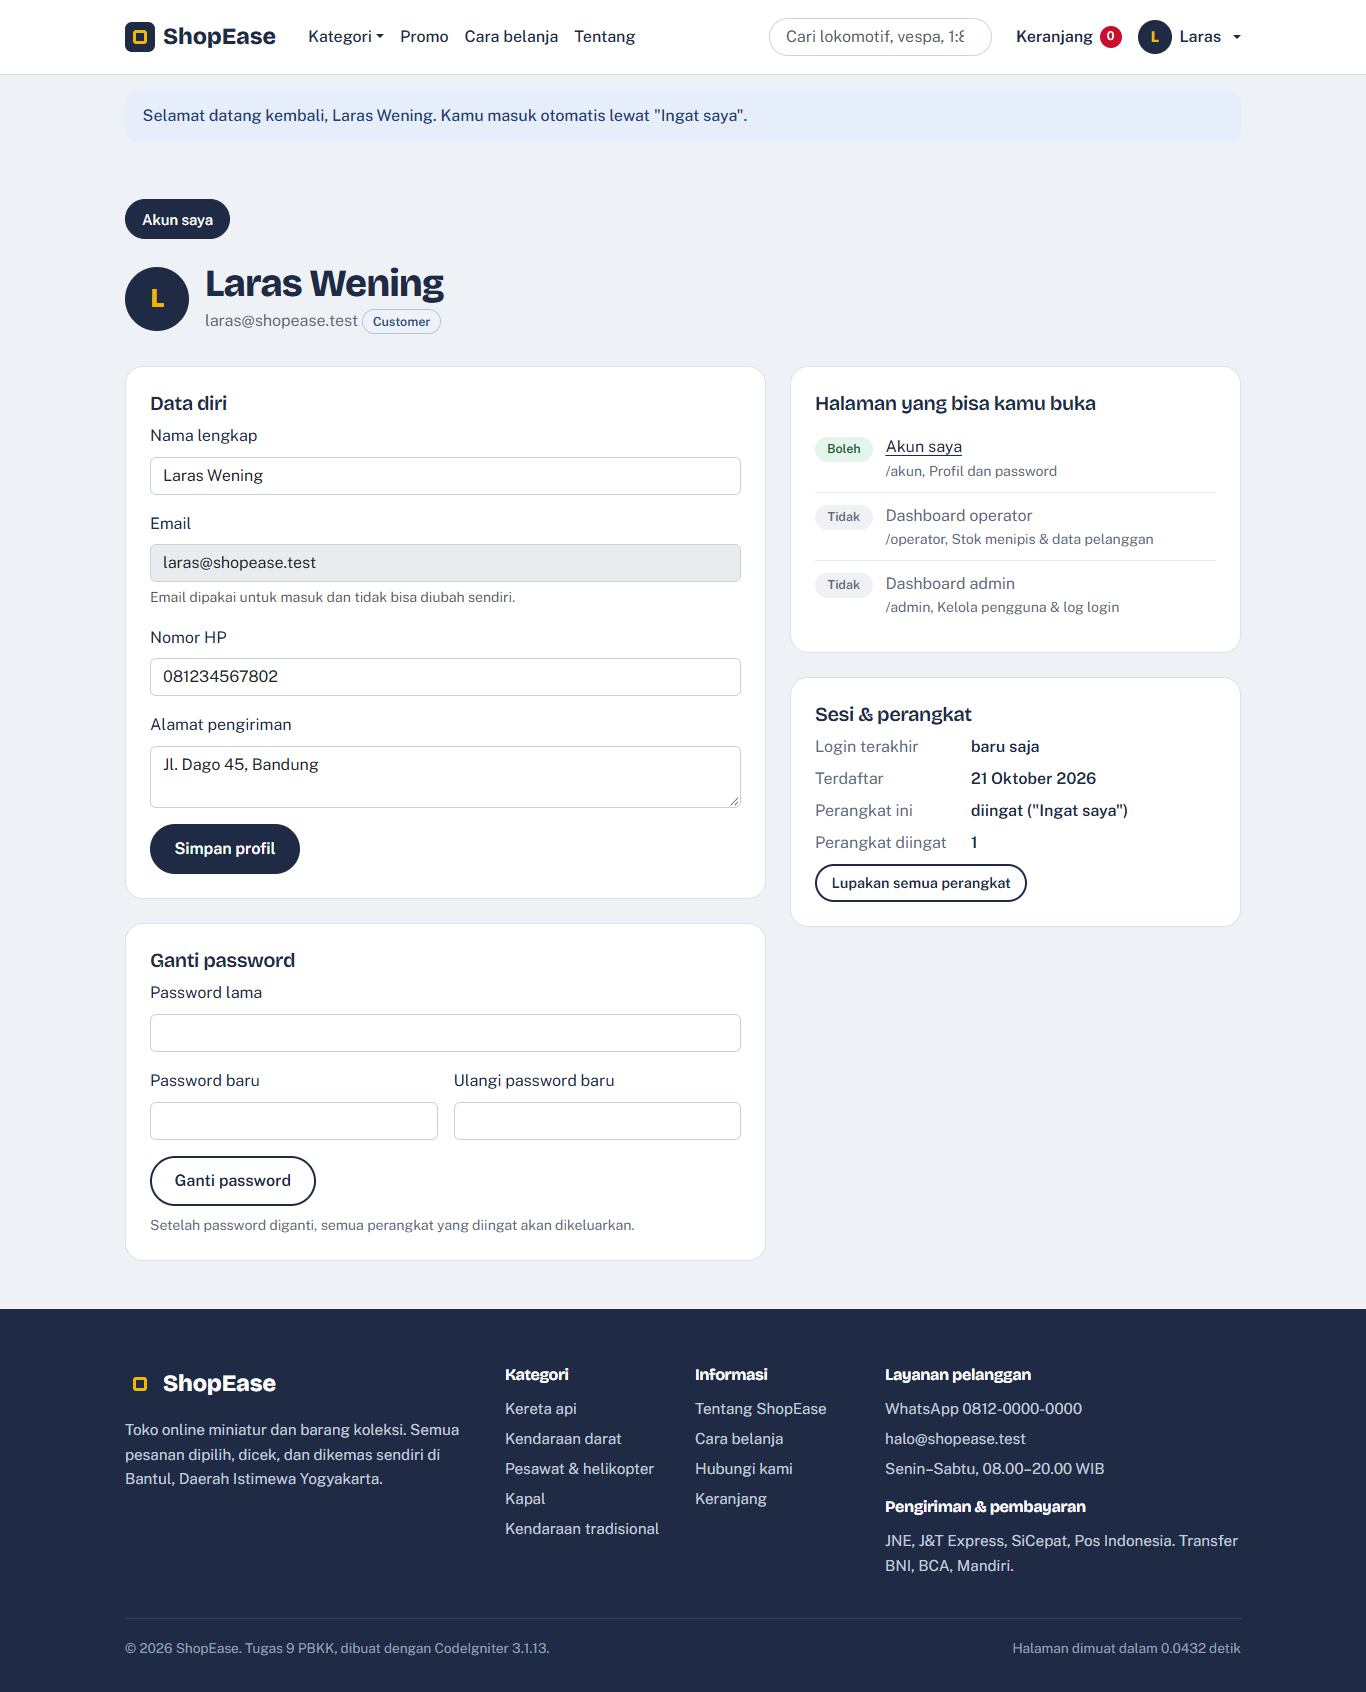 ShopEase
Kategori
Promo
Cara belanja
Tentang
Cari lokomotif, vespa, 1:8
Keranjang 0
L
Laras
Selamat datang kembali, Laras Wening. Kamu masuk otomatis lewat "Ingat saya".
Akun saya
L
Laras Wening
laras@shopease.test Customer
Data diri
Nama lengkap
Laras Wening
Email
laras@shopease.test
Email dipakai untuk masuk dan tidak bisa diubah sendiri.
Nomor HP
081234567802
Alamat pengiriman
Jl. Dago 45, Bandung
Simpan profil
Ganti password
Password lama
Password baru
Ulangi password baru
Ganti password
Setelah password diganti, semua perangkat yang diingat akan dikeluarkan.
Halaman yang bisa kamu buka
Boleh Akun saya
/akun, Profil dan password
Tidak Dashboard operator
/operator, Stok menipis & data pelanggan
Tidak Dashboard admin
/admin, Kelola pengguna & log login
Sesi & perangkat
Login terakhir baru saja
Terdaftar 21 Oktober 2026
Perangkat ini diingat ("Ingat saya")
Perangkat diingat 1
Lupakan semua perangkat
ShopEase
Toko online miniatur dan barang koleksi. Semua
pesanan dipilih, dicek, dan dikemas sendiri di
Bantul, Daerah Istimewa Yogyakarta.
Kategori
Kereta api
Kendaraan darat
Pesawat & helikopter
Kapal
Kendaraan tradisional
Informasi
Tentang ShopEase
Cara belanja
Hubungi kami
Keranjang
Layanan pelanggan
WhatsApp 0812-0000-0000
halo@shopease.test
Senin–Sabtu, 08.00–20.00 WIB
Pengiriman & pembayaran
JNE, J&T Express, SiCepat, Pos Indonesia. Transfer
BNI, BCA, Mandiri.
© 2026 ShopEase. Tugas 9 PBKK, dibuat dengan CodeIgniter 3.1.13.
Halaman dimuat dalam 0.0432 detik